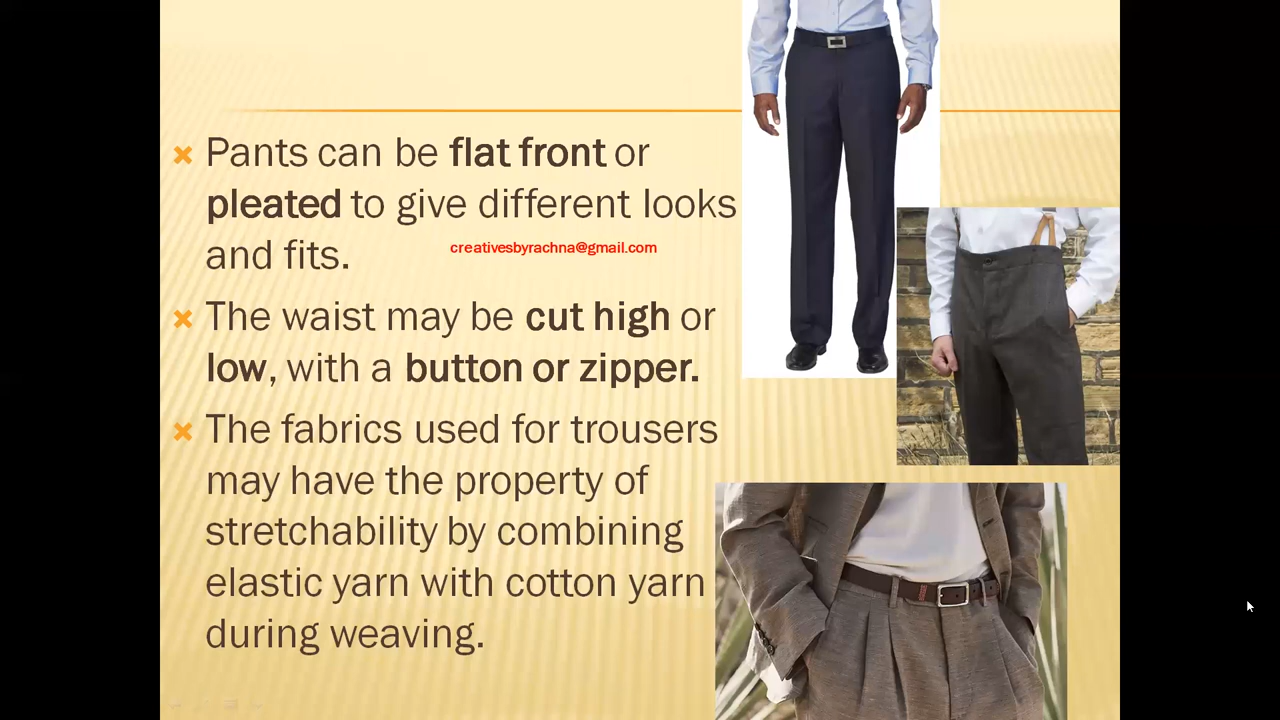 Pants can be flat front or
pleated to give different looks
and fits.
creativesbyrachna@gmail.com
The waist may be cut high or
low, with a button or zipper.
The fabrics used for trousers
may have the property of
stretchability by combining
elastic yarn with cotton yarn
during weaving.